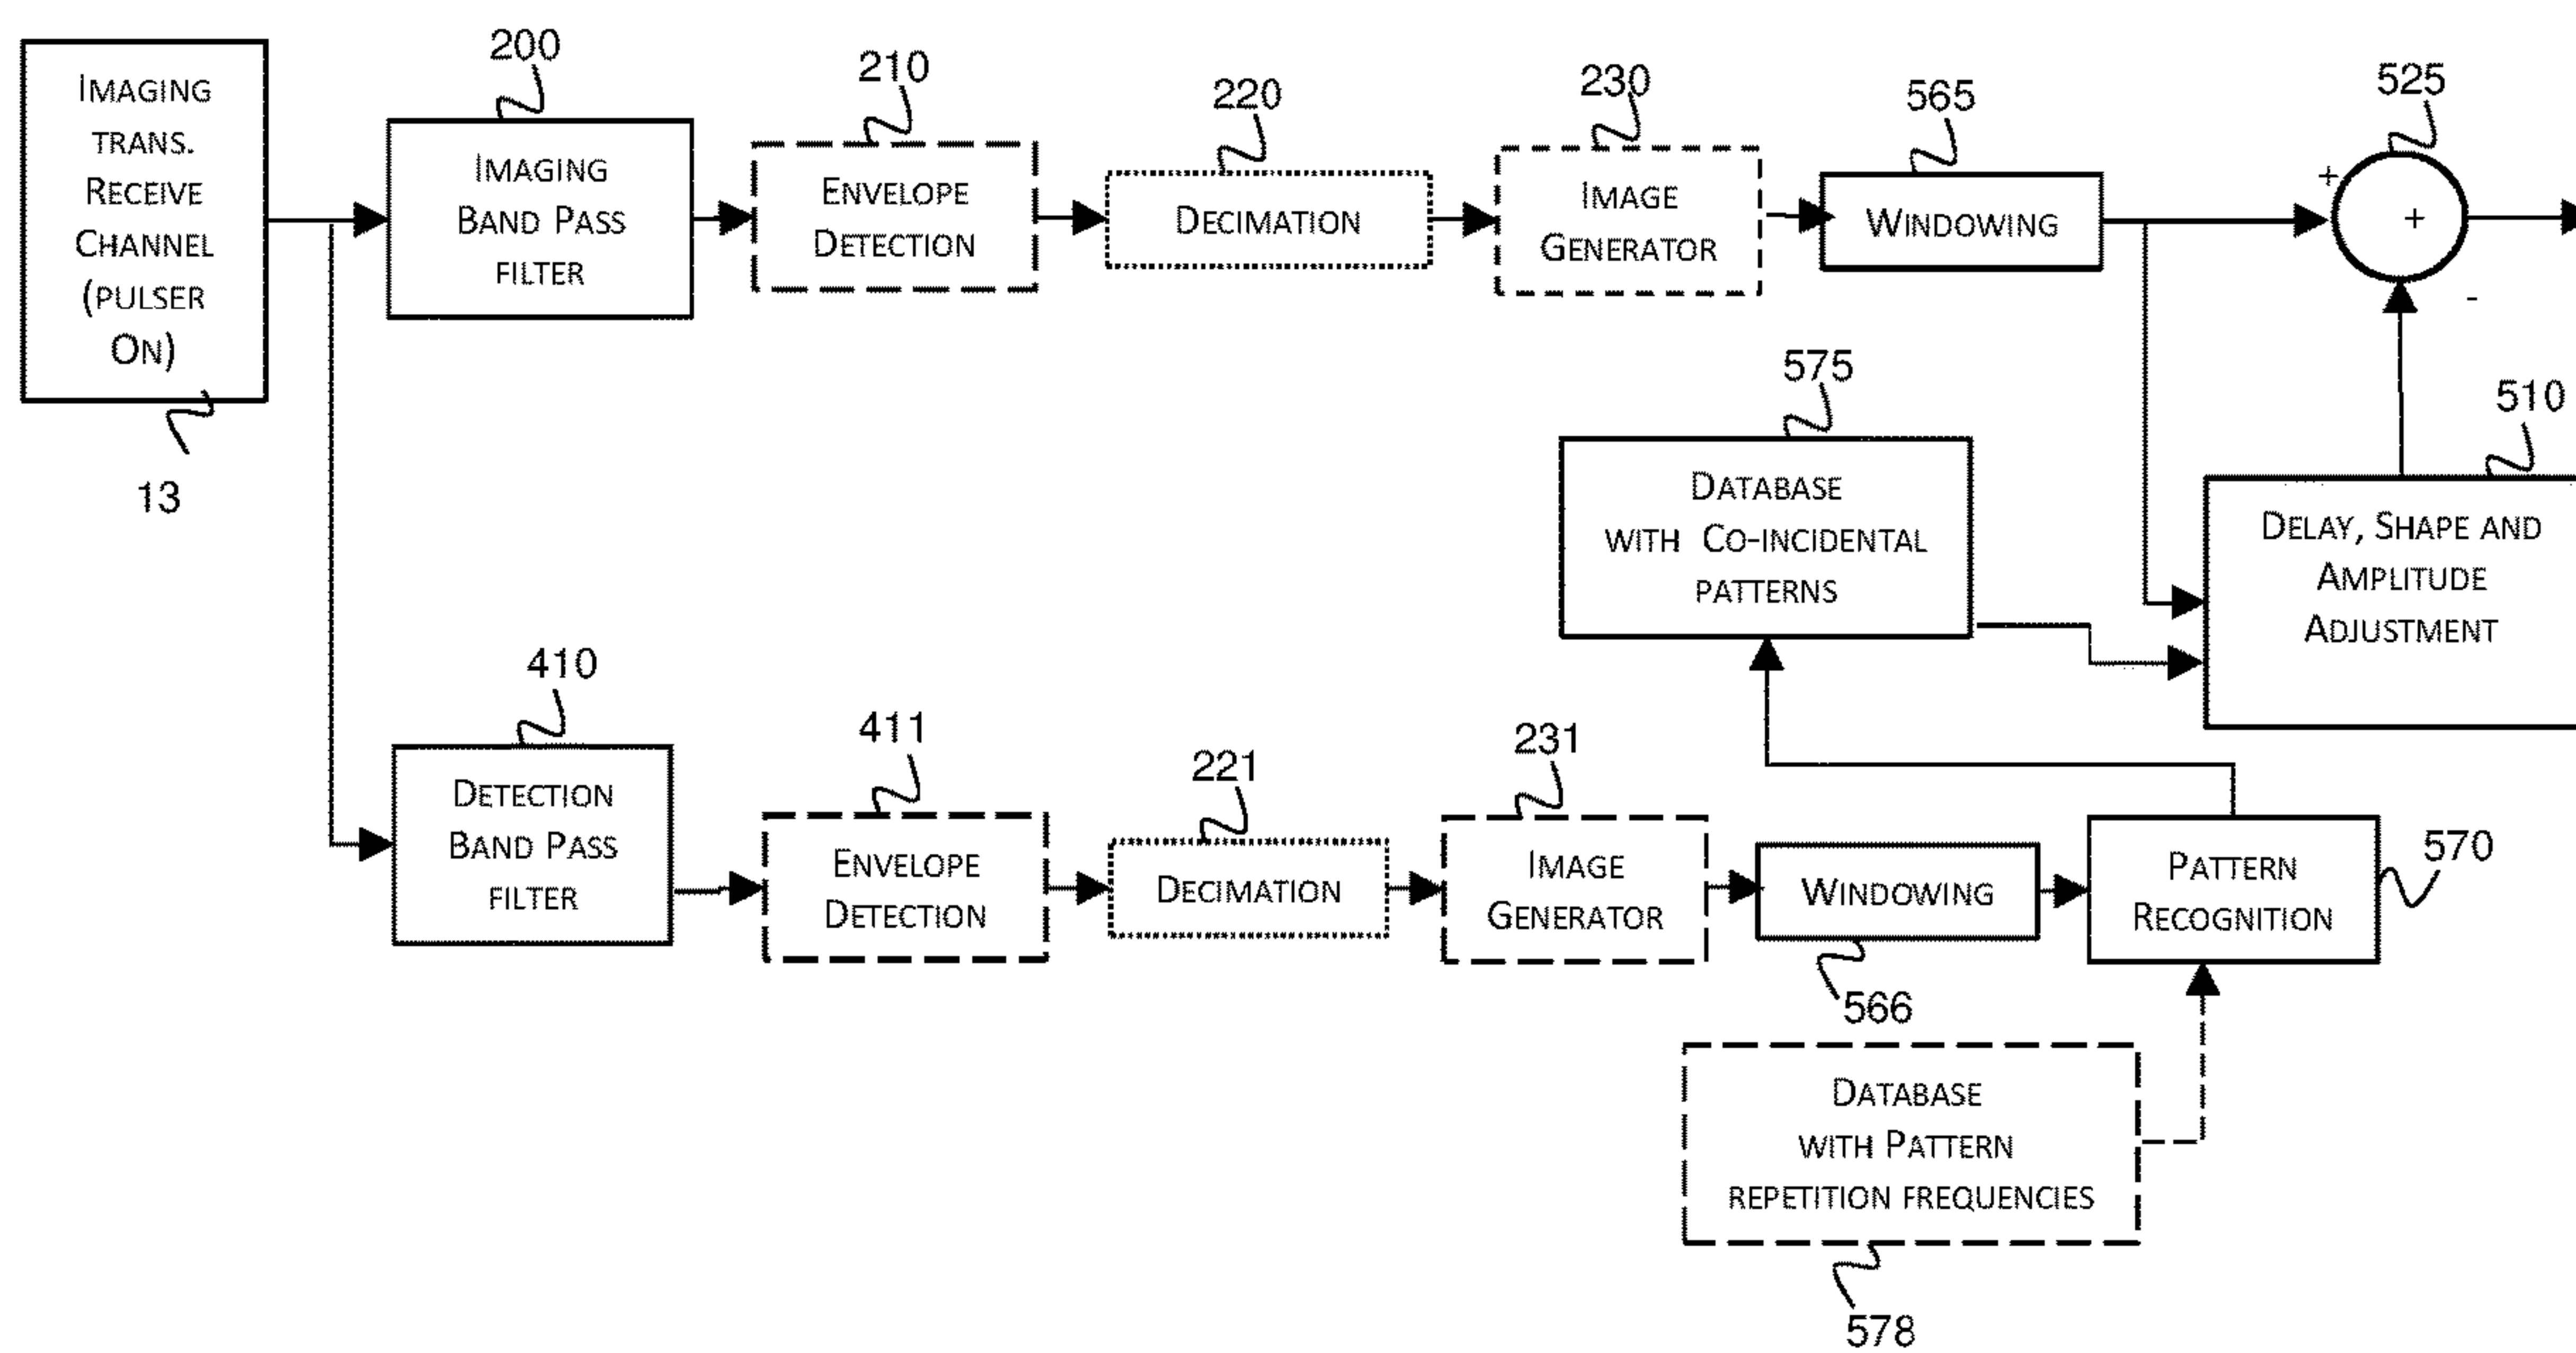 200
210
220
230
565
525
IMAGING
TRANS.
RECEIVE
CHANNEL
(PULSER
ON)
13
IMAGING
BAND PASS
FILTER
ENVELOPE
DETECTION
DECIMATION
IMAGE
GENERATOR
WINDOWING
+
+
-
575
DATABASE
WITH CO-INCIDENTAL
PATTERNS
510
DELAY, SHAPE AND
AMPLITUDE
ADJUSTMENT
410
DETECTION
BAND PASS
FILTER
411
ENVELOPE
DETECTION
221
DECIMATION
231
IMAGE
GENERATOR
WINDOWING
566
PATTERN
RECOGNITION
570
DATABASE
WITH PATTERN
REPETITION FREQUENCIES
578